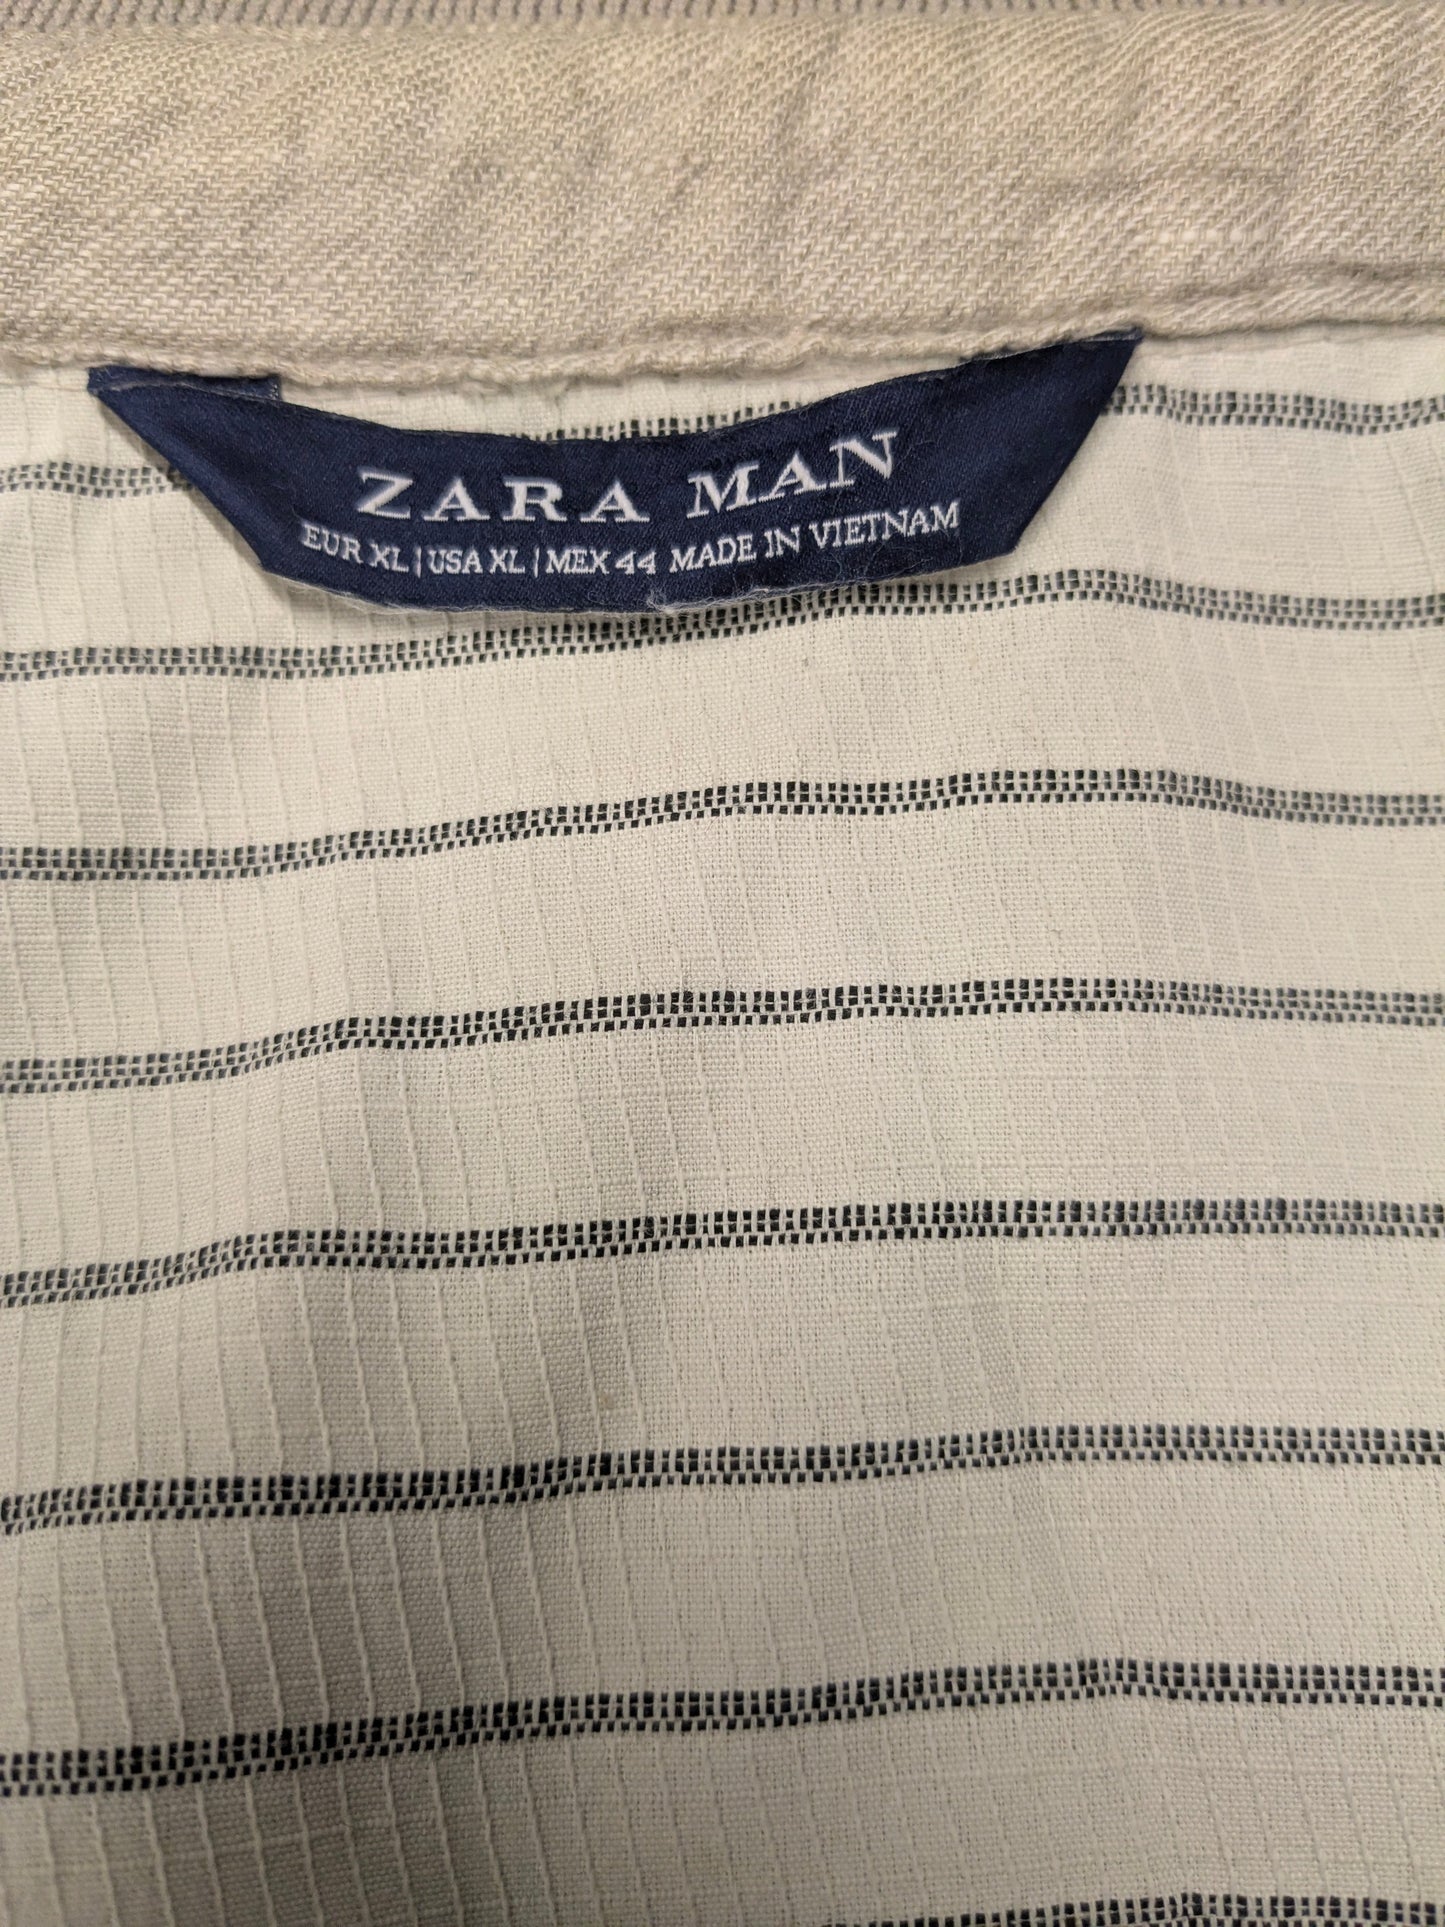 ZARA MAN
EUR XL | USA XL | MEX 44 MADE IN VIETNAM